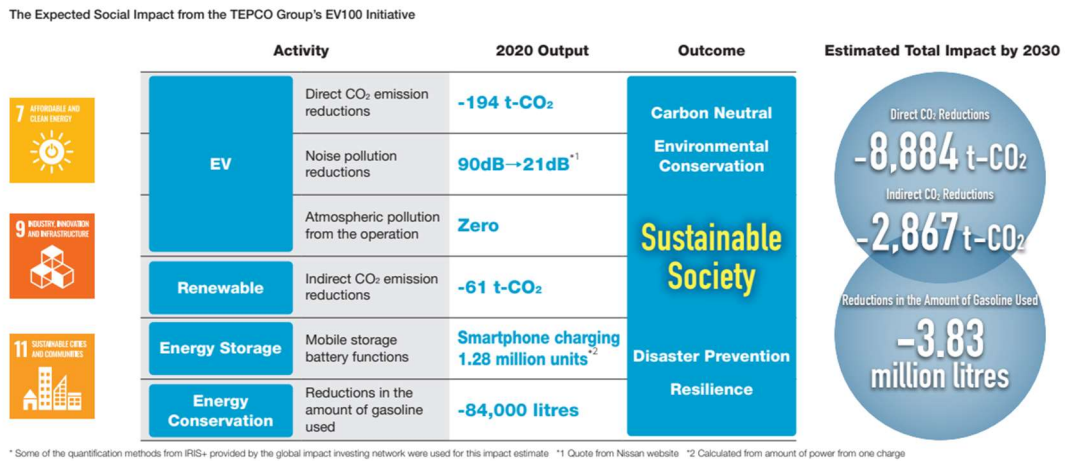 The Expected Social Impact from the TEPCO Group's EV100 Initiative
Activity
2020 Output
Outcome
Estimated Total Impact by 2030
7 AFFORDABLE AND
CLEAN ENERGY
9 INDUSTRY, INNOVATION
AND INFRASTRUCTURE
11 SUSTAINABLE CITIES
AND COMMUNITIES
EV
Direct CO₂ emission
reductions
-194 t-CO₂
Noise pollution
reductions
90dB→21dB*1
Atmospheric pollution
from the operation
Zero
Renewable
Indirect CO₂ emission
reductions
-61 t-CO₂
Energy Storage
Mobile storage
battery functions
Smartphone charging
1.28 million units*2
Energy
Conservation
Reductions in the
amount of gasoline
used
-84,000 litres
Carbon Neutral
Environmental
Conservation
Sustainable
Society
Disaster Prevention
Resilience
Direct CO₂ Reductions
-8,884 t-CO₂
Indirect CO₂ Reductions
-2,867 t-CO₂
Reductions in the Amount of Gasoline Used
-3.83
million litres
* Some of the quantification methods from IRIS+ provided by the global impact investing network were used for this impact estimate *1 Quote from Nissan website *2 Calculated from amount of power from one charge